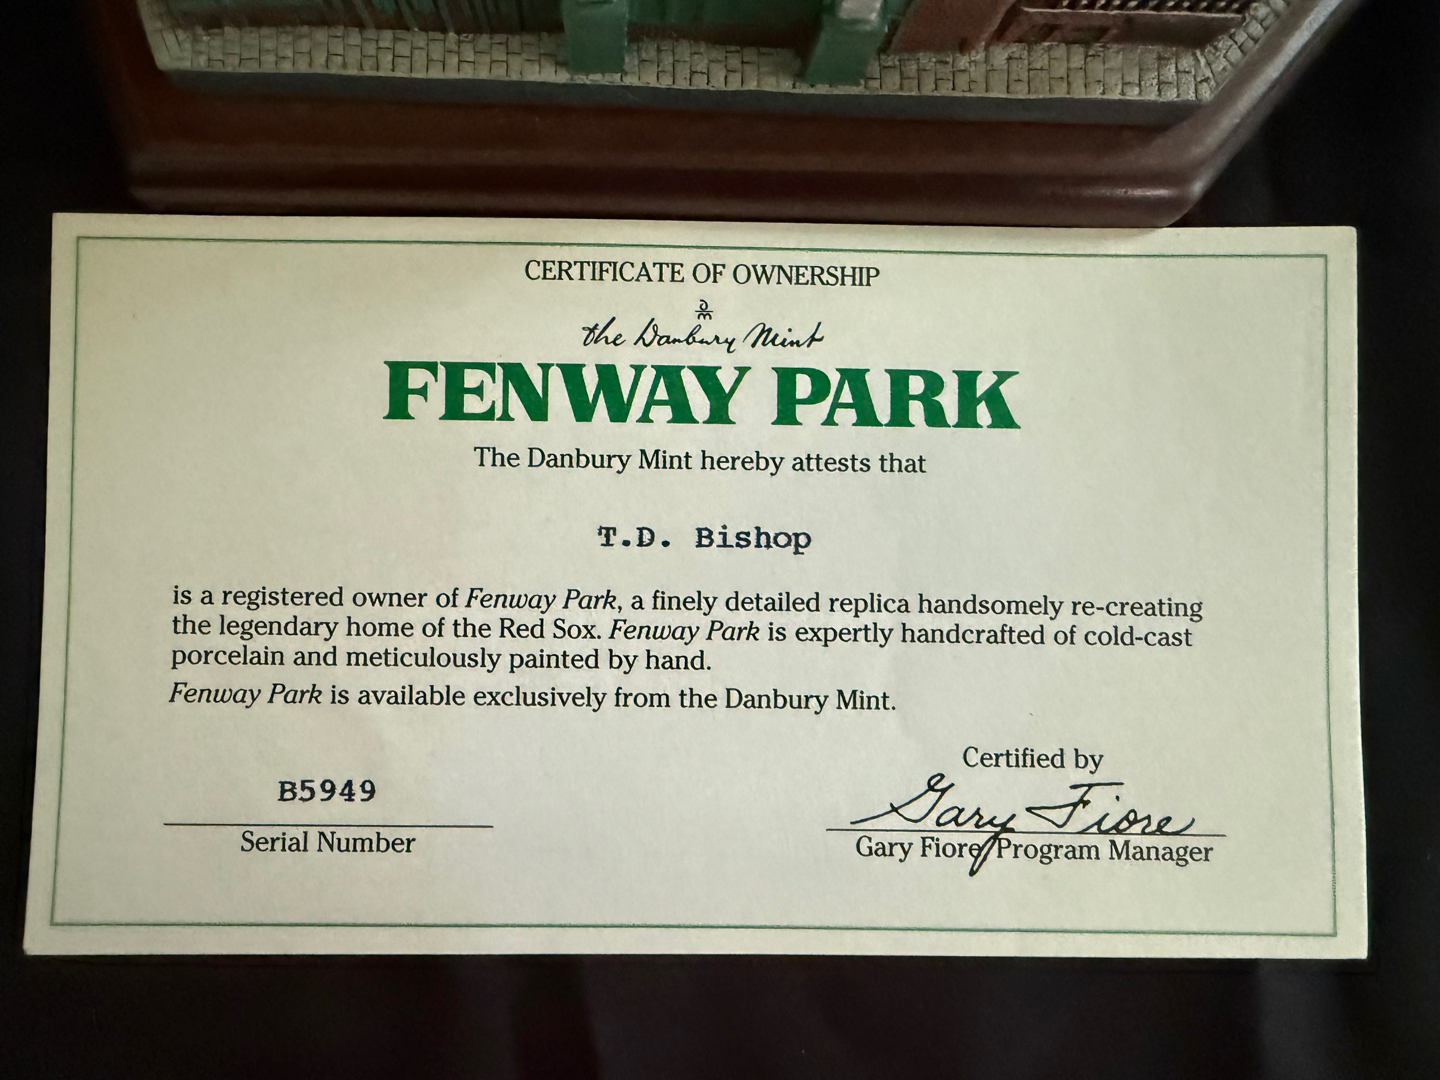 CERTIFICATE OF OWNERSHIP
the Danbury Mint
FENWAY PARK
The Danbury Mint hereby attests that
T.D. Bishop
is a registered owner of Fenway Park, a finely detailed replica handsomely re-creating
the legendary home of the Red Sox. Fenway Park is expertly handcrafted of cold-cast
porcelain and meticulously painted by hand.
Fenway Park is available exclusively from the Danbury Mint.
B5949
Serial Number
Certified by
Gary Fiore
Gary Fiore/Program Manager